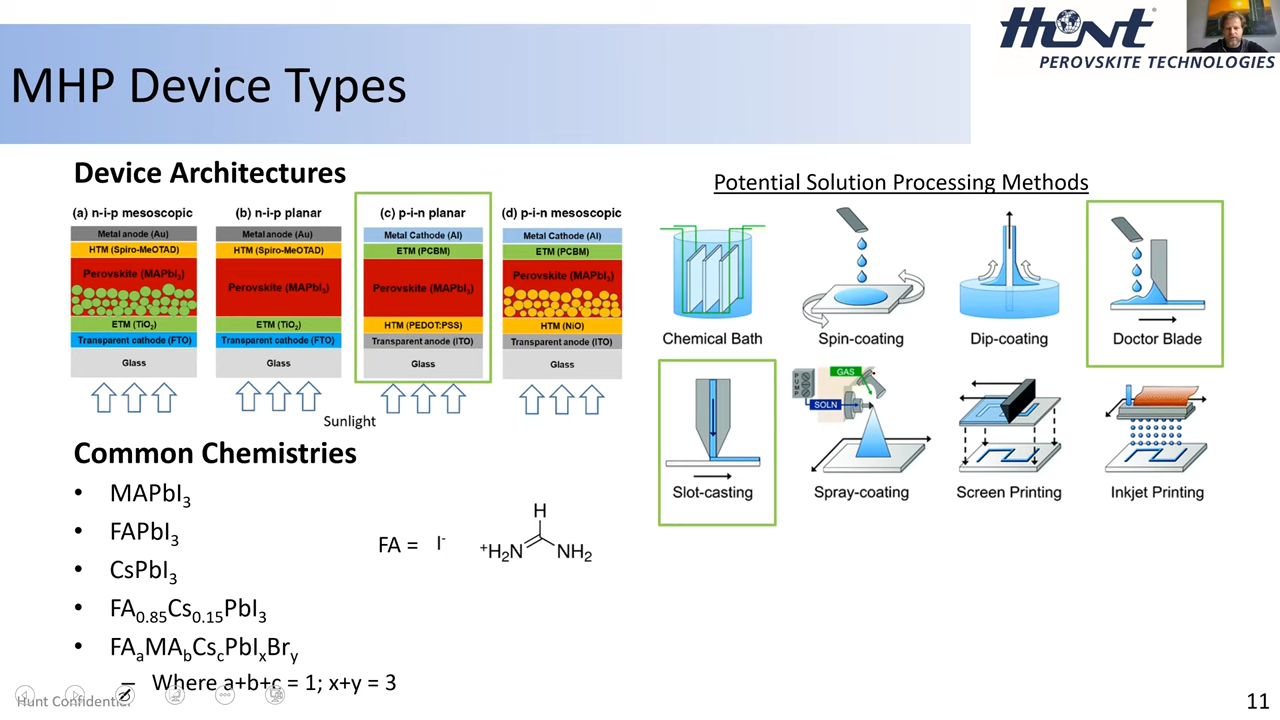 Hunt
PEROVSKITE TECHNOLOGIES
MHP Device Types
Device Architectures
(a) n-i-p mesoscopic
Metal anode (Au)
HTM (Spiro-MeOTAD)
Perovskite (MAPbI₃)
ETM (TiO₂)
Transparent cathode (FTO)
Glass
(b) n-i-p planar
Metal anode (Au)
HTM (Spiro-MeOTAD)
Perovskite (MAPbI₃)
ETM (TiO₂)
Transparent cathode (FTO)
Glass
(c) p-i-n planar
Metal Cathode (Al)
ETM (PCBM)
Perovskite (MAPbI₃)
HTM (PEDOT:PSS)
Transparent anode (ITO)
Glass
(d) p-i-n mesoscopic
Metal Cathode (Al)
ETM (PCBM)
Perovskite (MAPbI₃)
HTM (NiO)
Transparent anode (ITO)
Glass
Sunlight
Common Chemistries
• MAPbI₃
• FAPbI₃
• CsPbI₃
• FA₀.₈₅Cs₀.₁₅PbI₃
• FAₐMA_bCs_cPbIₓBr_y
– Where a+b+c = 1; x+y = 3
FA = I⁻ ⁺H₂N H NH₂
Potential Solution Processing Methods
Chemical Bath
Spin-coating
Dip-coating
Doctor Blade
Slot-casting
GAS
SOLN
Spray-coating
Screen Printing
Inkjet Printing
Hunt Confidential
11